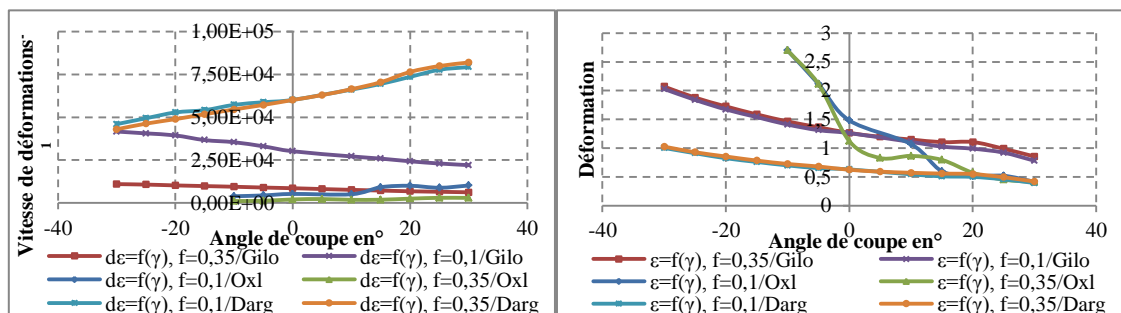 Vitesse de déformations-1
1,00E+05
7,50E+04
5,00E+04
2,50E+04
0,00E+00
-40 -20 0 20 40
Angle de coupe en°
dε=f(γ), f=0,35/Gilo dε=f(γ), f=0,1/Gilo
dε=f(γ), f=0,1/Oxl dε=f(γ), f=0,35/Oxl
dε=f(γ), f=0,1/Darg dε=f(γ), f=0,35/Darg
Déformation
3
2,5
2
1,5
1
0,5
0
-40 -20 0 20 40
Angle de coupe en°
ε=f(γ), f=0,35/Gilo ε=f(γ), f=0,1/Gilo
ε=f(γ), f=0,1/Oxl ε=f(γ), f=0,35/Oxl
ε=f(γ), f=0,1/Darg ε=f(γ), f=0,35/Darg